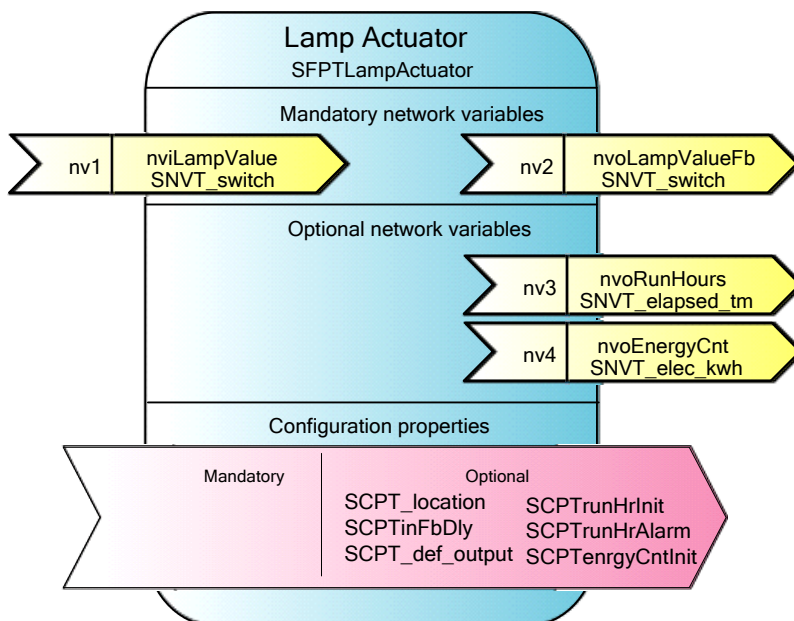 Lamp Actuator
SFPTLampActuator
Mandatory network variables
nv1
nviLampValue
SNVT_switch
nv2
nvoLampValueFb
SNVT_switch
Optional network variables
nv3
nvoRunHours
SNVT_elapsed_tm
nv4
nvoEnergyCnt
SNVT_elec_kwh
Configuration properties
Mandatory
Optional
SCPT_location
SCPTinFbDly
SCPT_def_output
SCPTrunHrInit
SCPTrunHrAlarm
SCPTenrgyCntInit